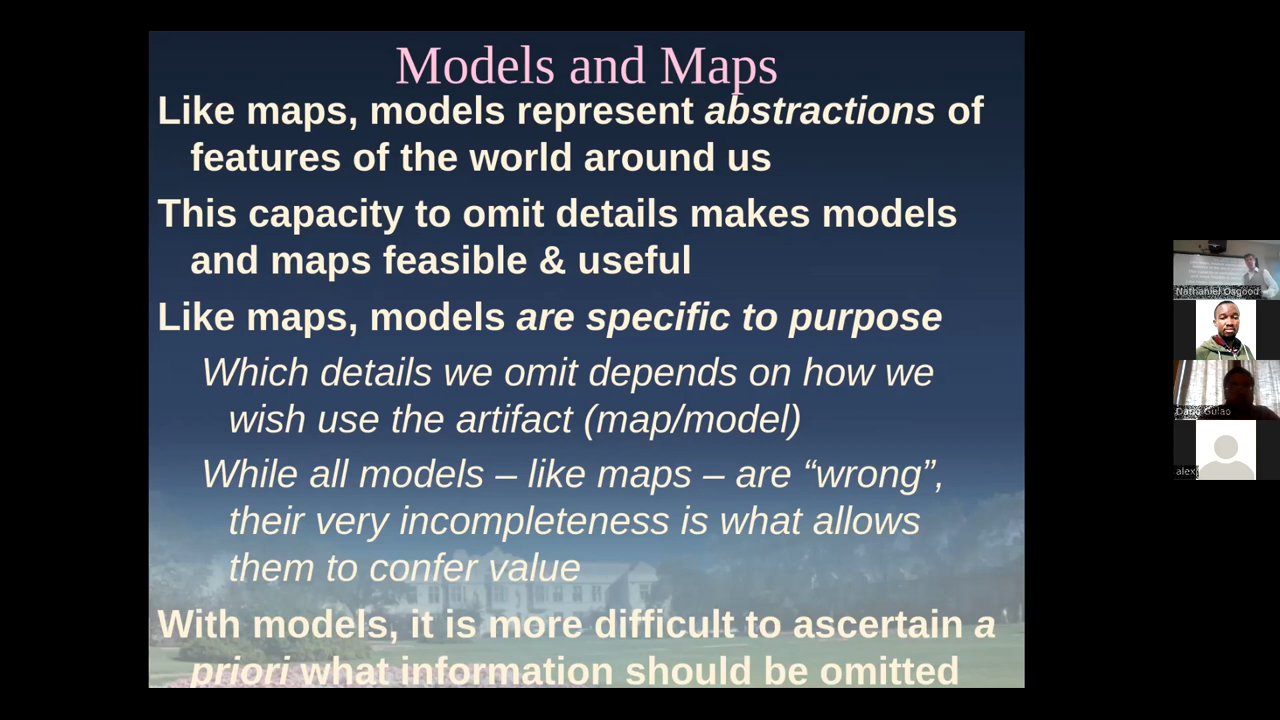 Models and Maps
Like maps, models represent abstractions of
features of the world around us
This capacity to omit details makes models
and maps feasible & useful
Like maps, models are specific to purpose
Which details we omit depends on how we
wish use the artifact (map/model)
While all models – like maps – are “wrong”,
their very incompleteness is what allows
them to confer value
With models, it is more difficult to ascertain a
priori what information should be omitted
Nathaniel Osgood
alex